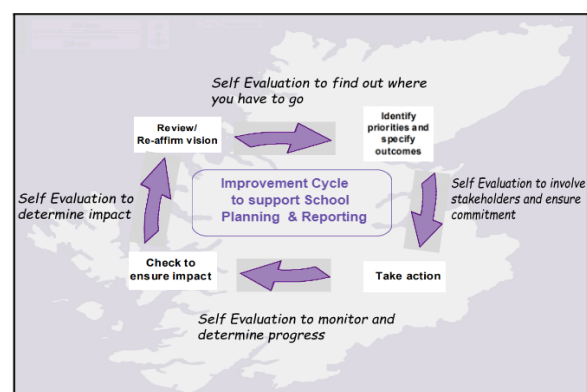 Self Evaluation to find out where
you have to go
Review/
Re-affirm vision
Identify
priorities and
specify
outcomes
Self Evaluation to
determine impact
Improvement Cycle
to support School
Planning & Reporting
Self Evaluation to involve
stakeholders and ensure
commitment
Check to
ensure impact
Take action
Self Evaluation to monitor and
determine progress